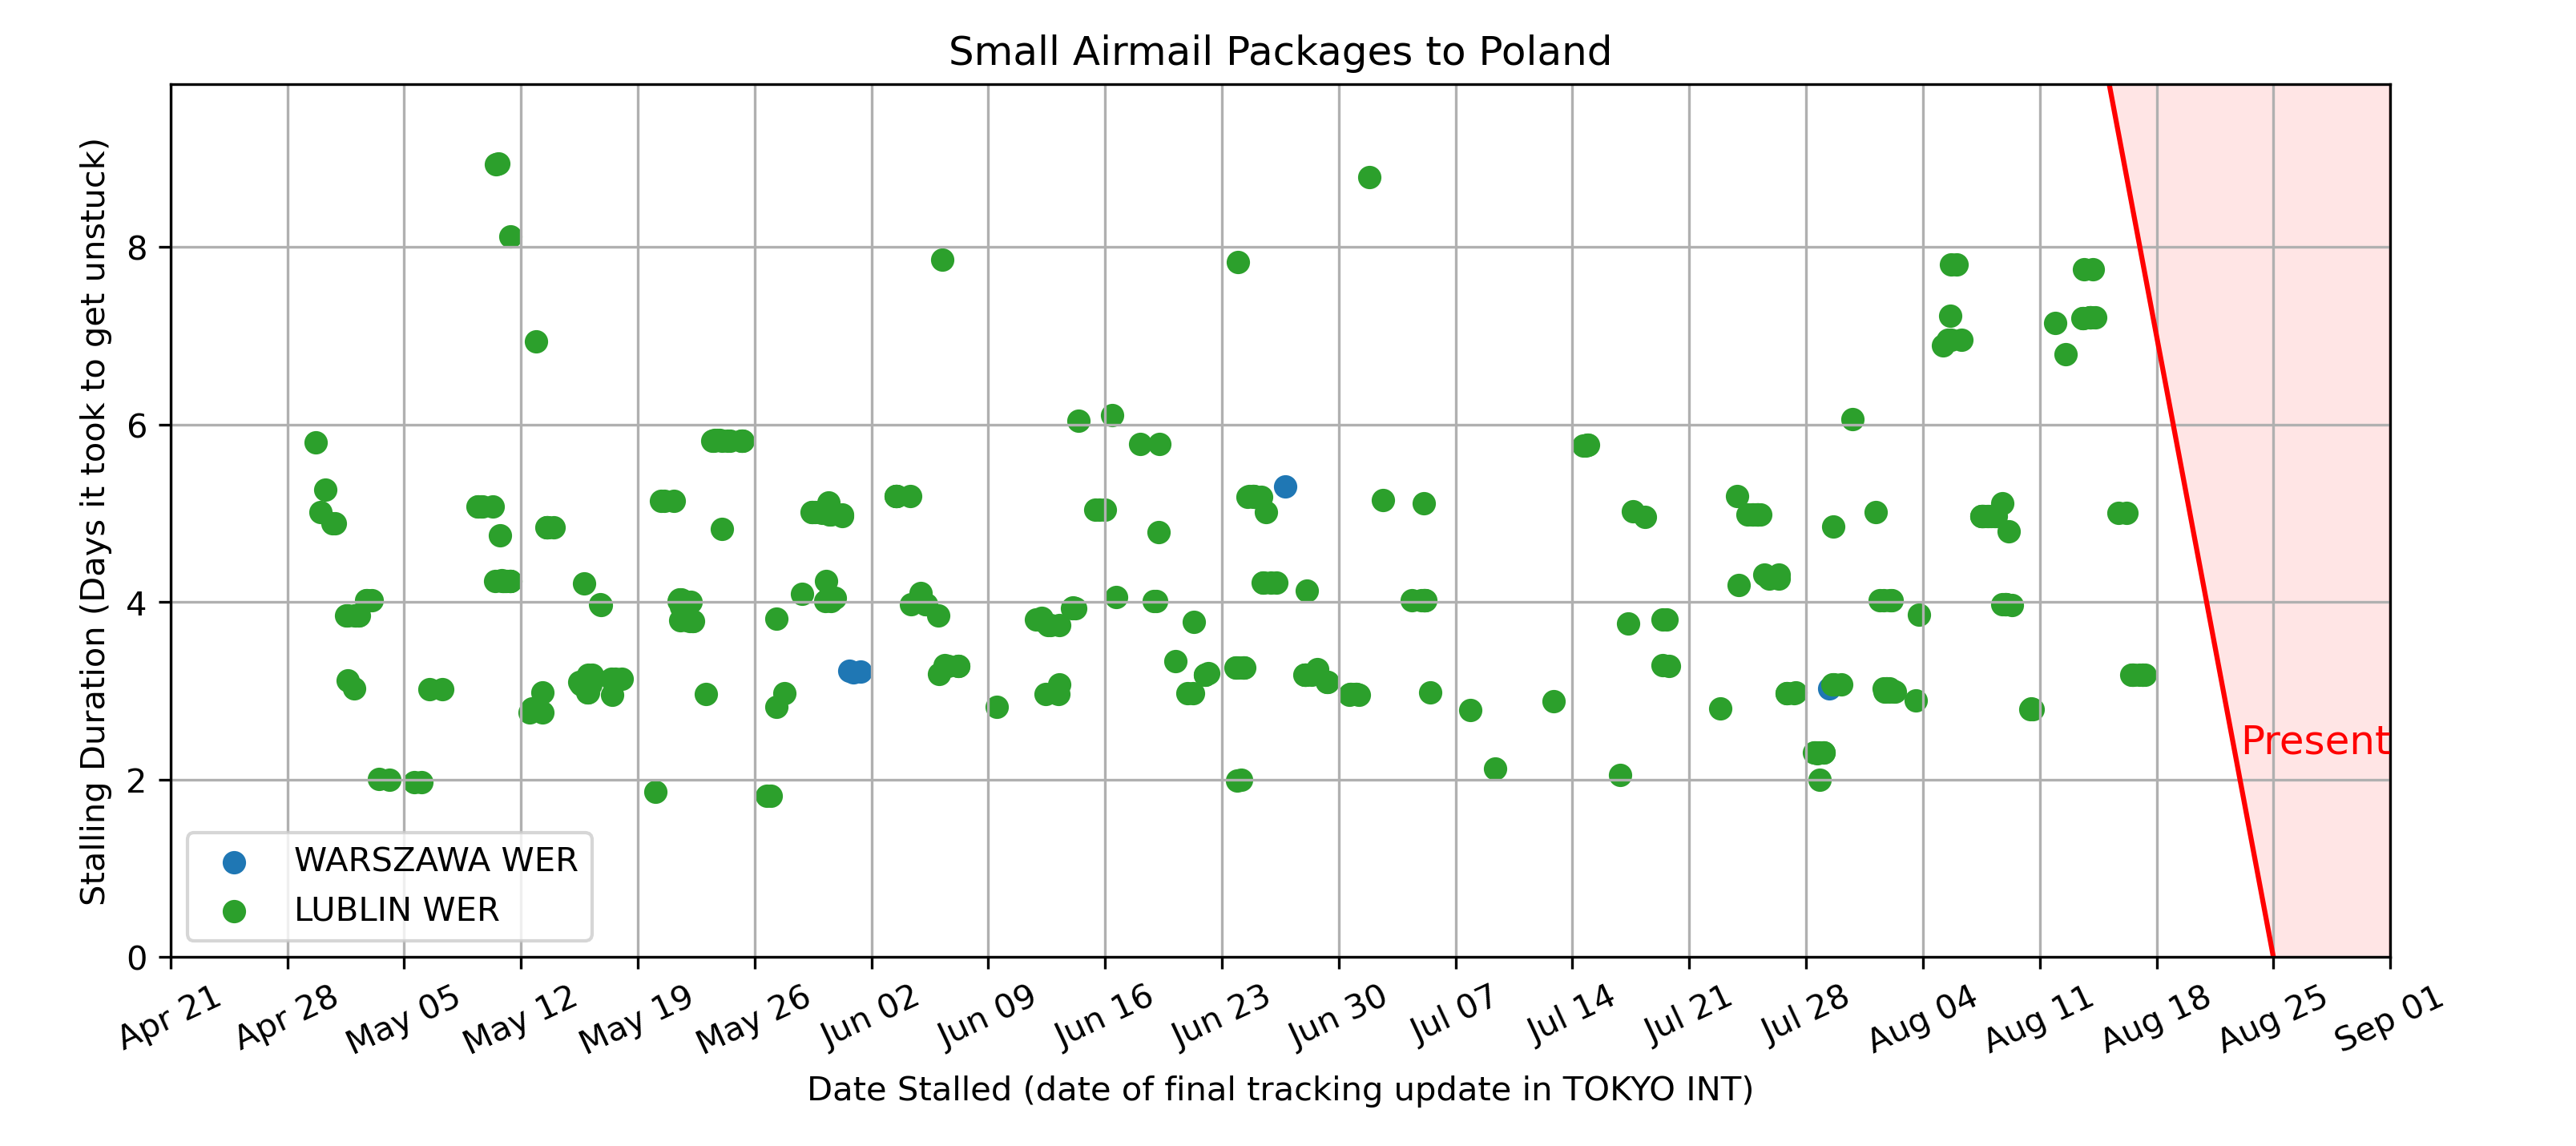 Small Airmail Packages to Poland
Stalling Duration (Days it took to get unstuck)
8
6
4
2
0
Present
WARSZAWA WER
LUBLIN WER
Apr 21
Apr 28
May 05
May 12
May 19
May 26
Jun 02
Jun 09
Jun 16
Jun 23
Jun 30
Jul 07
Jul 14
Jul 21
Jul 28
Aug 04
Aug 11
Aug 18
Aug 25
Sep 01
Date Stalled (date of final tracking update in TOKYO INT)